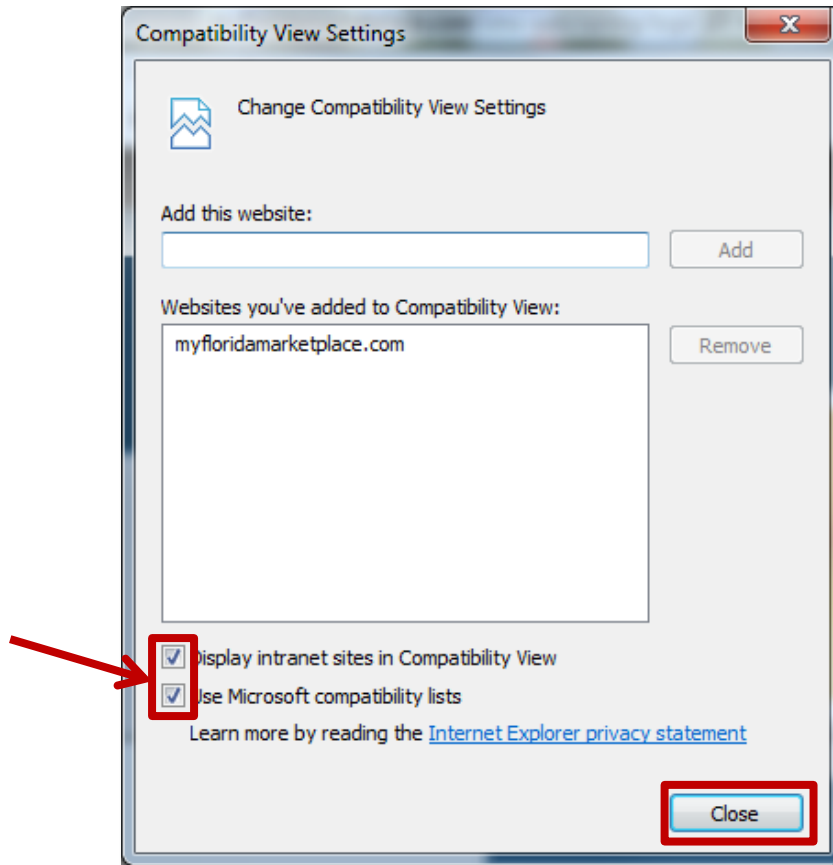 Compatibility View Settings
Change Compatibility View Settings
Add this website:
Add
Websites you've added to Compatibility View:
myfloridamarketplace.com
Remove
Display intranet sites in Compatibility View
Use Microsoft compatibility lists
Learn more by reading the Internet Explorer privacy statement
Close